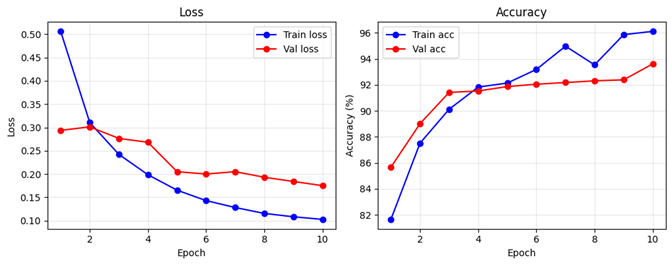 Loss
Train loss
Val loss
0.50
0.45
0.40
0.35
0.30
0.25
0.20
0.15
0.10
Loss
2
4
6
8
10
Epoch
Accuracy
Train acc
Val acc
96
94
92
90
88
86
84
82
Accuracy (%)
2
4
6
8
10
Epoch